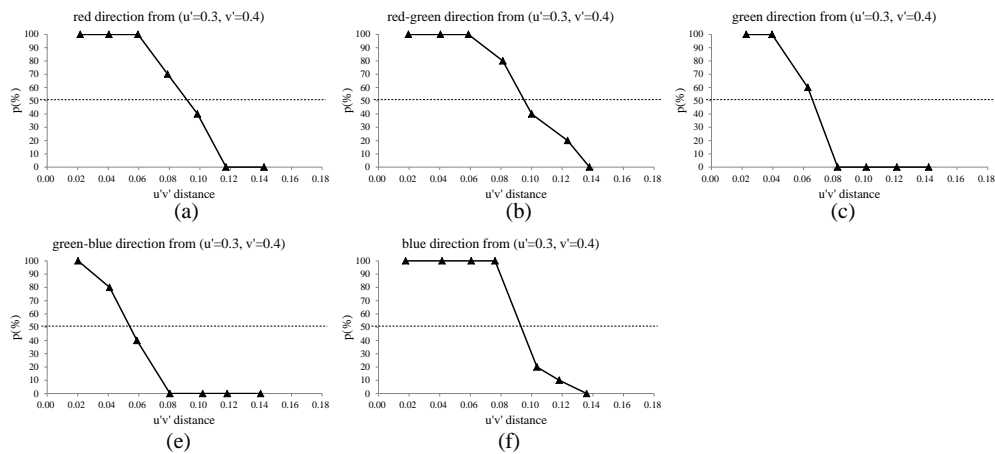 red direction from (u'=0.3, v'=0.4)
100
90
80
70
60
50
40
30
20
10
0
p(%)
0.00 0.02 0.04 0.06 0.08 0.10 0.12 0.14 0.16 0.18
u'v' distance
(a)
red-green direction from (u'=0.3, v'=0.4)
100
90
80
70
60
50
40
30
20
10
0
p(%)
0.00 0.02 0.04 0.06 0.08 0.10 0.12 0.14 0.16 0.18
u'v' distance
(b)
green direction from (u'=0.3, v'=0.4)
100
90
80
70
60
50
40
30
20
10
0
p(%)
0.00 0.02 0.04 0.06 0.08 0.10 0.12 0.14 0.16 0.18
u'v' distance
(c)
green-blue direction from (u'=0.3, v'=0.4)
100
90
80
70
60
50
40
30
20
10
0
p(%)
0.00 0.02 0.04 0.06 0.08 0.10 0.12 0.14 0.16 0.18
u'v' distance
(e)
blue direction from (u'=0.3, v'=0.4)
100
90
80
70
60
50
40
30
20
10
0
p(%)
0.00 0.02 0.04 0.06 0.08 0.10 0.12 0.14 0.16 0.18
u'v' distance
(f)